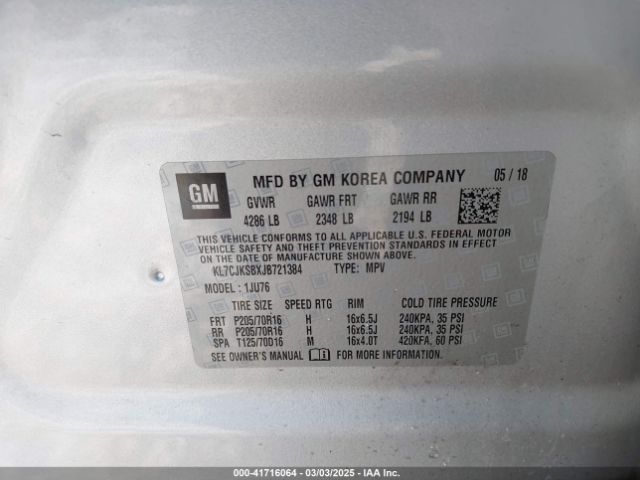 GM
MFD BY GM KOREA COMPANY 05 / 18
GVWR GAWR FRT GAWR RR
4286 LB 2348 LB 2194 LB
THIS VEHICLE CONFORMS TO ALL APPLICABLE U.S. FEDERAL MOTOR
VEHICLE SAFETY AND THEFT PREVENTION STANDARDS IN EFFECT ON
THE DATE OF MANUFACTURE SHOWN ABOVE.
KL7CJKSBXJB721384 TYPE: MPV
MODEL : 1JU76
TIRE SIZE SPEED RTG RIM COLD TIRE PRESSURE
FRT P205/70R16 H 16x6.5J 240KPA, 35 PSI
RR P205/70R16 H 16x6.5J 240KPA, 35 PSI
SPA T125/70D16 M 16x4.0T 420KPA, 60 PSI
SEE OWNER'S MANUAL FOR MORE INFORMATION.
000-41716064 / 03/03/2025 - IAA